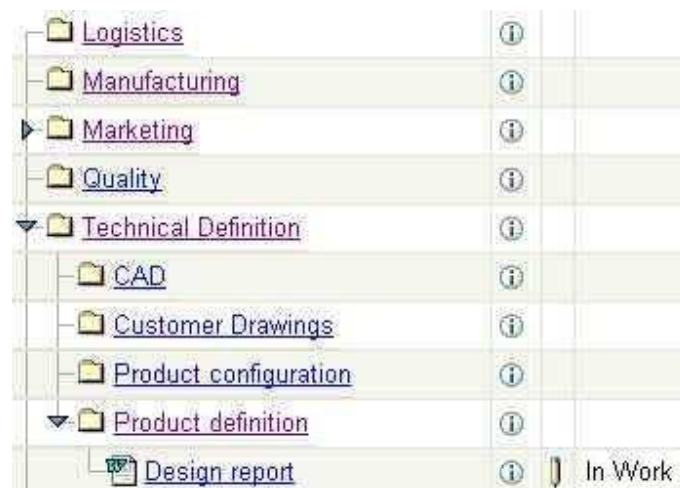 Logistics
Manufacturing
Marketing
Quality
Technical Definition
CAD
Customer Drawings
Product configuration
Product definition
Design report In Work